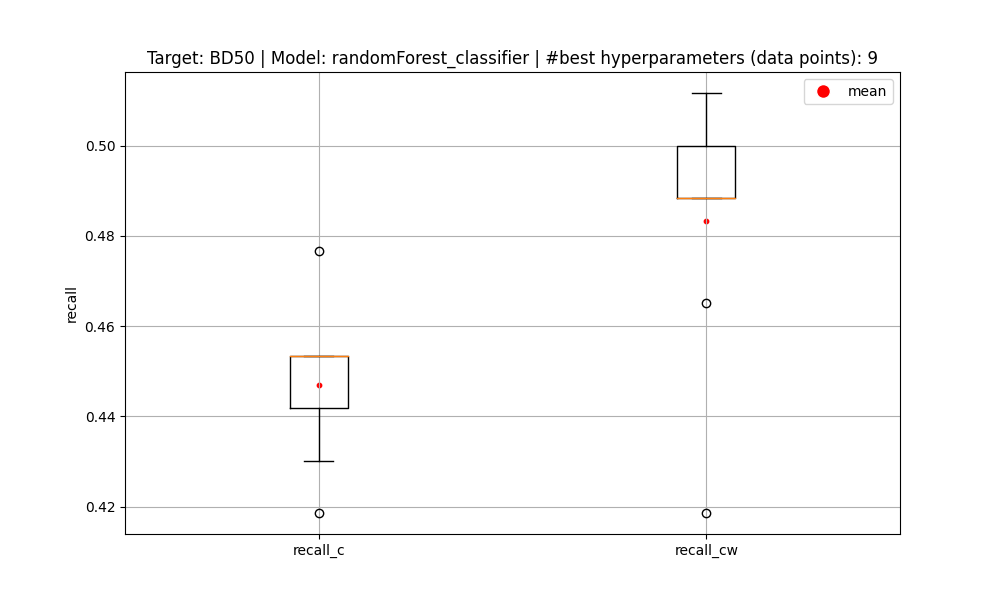 Target: BD50 | Model: randomForest_classifier | #best hyperparameters (data points): 9
mean
0.50
0.48
0.46
0.44
0.42
recall
recall_c
recall_cw